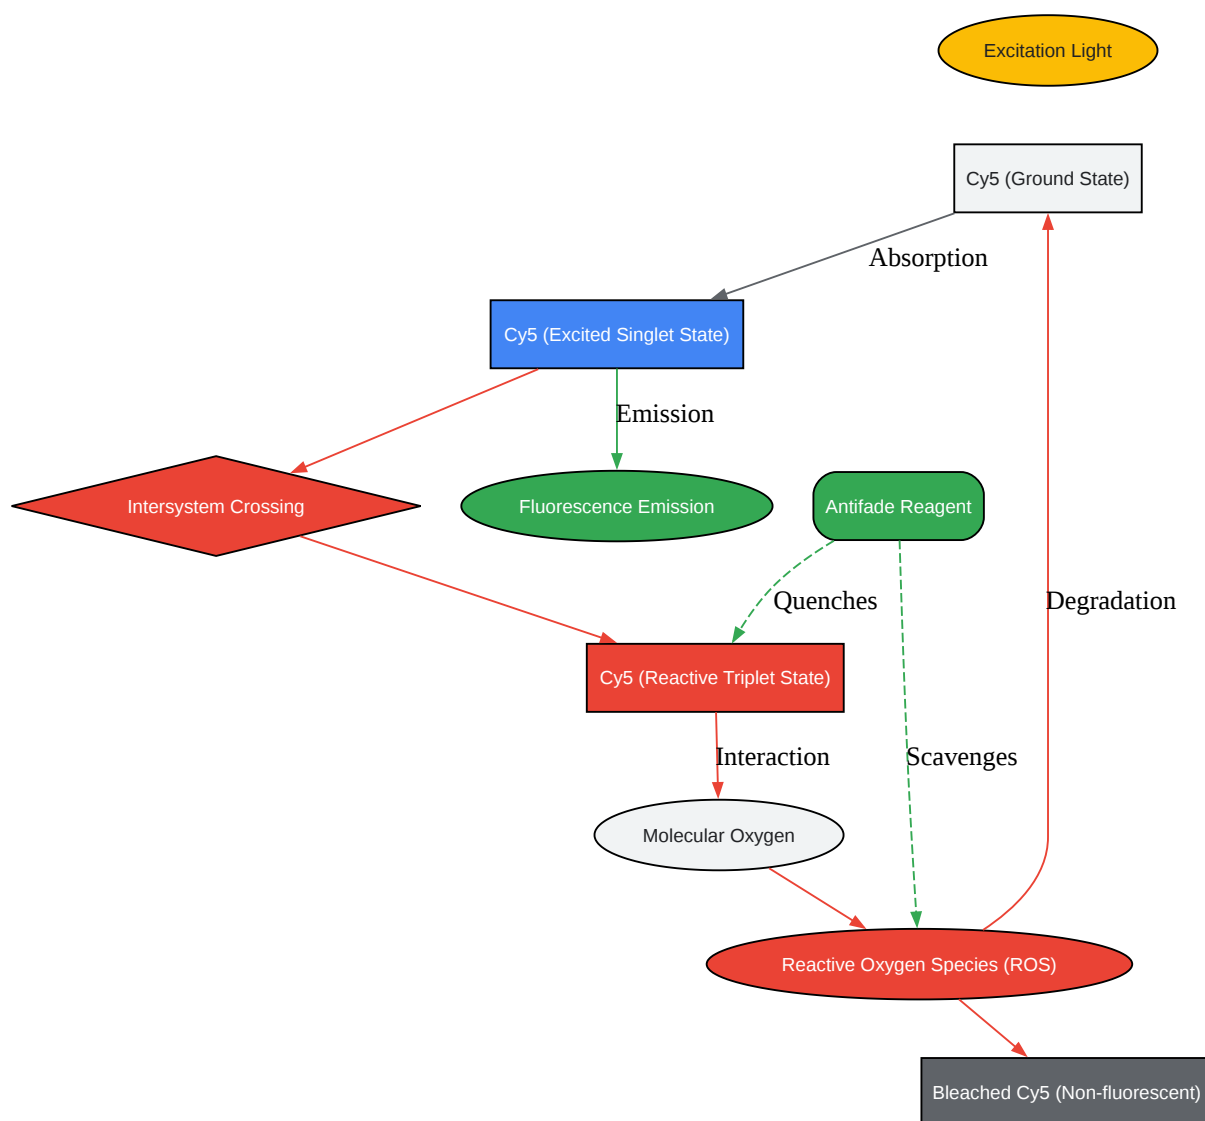 Excitation Light
Cy5 (Ground State)
Absorption
Cy5 (Excited Singlet State)
Emission
Intersystem Crossing
Fluorescence Emission
Antifade Reagent
Quenches
Degradation
Cy5 (Reactive Triplet State)
Interaction
Scavenges
Molecular Oxygen
Reactive Oxygen Species (ROS)
Bleached Cy5 (Non-fluorescent)